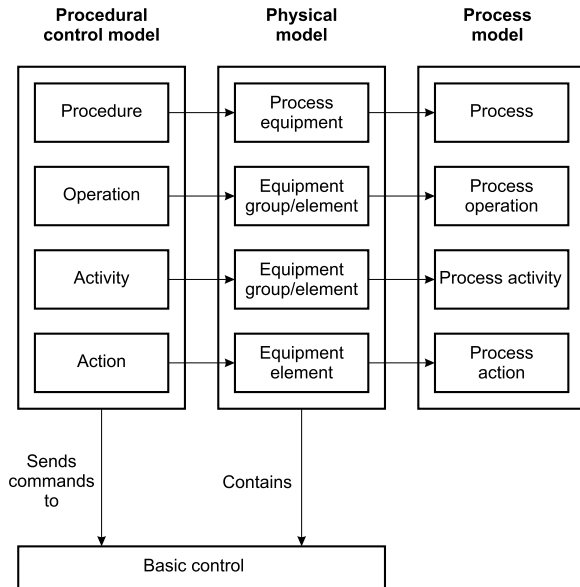 Procedural
control model
Physical
model
Process
model
Procedure
Process
equipment
Process
Operation
Equipment
group/element
Process
operation
Activity
Equipment
group/element
Process activity
Action
Equipment
element
Process
action
Sends
commands
to
Contains
Basic control